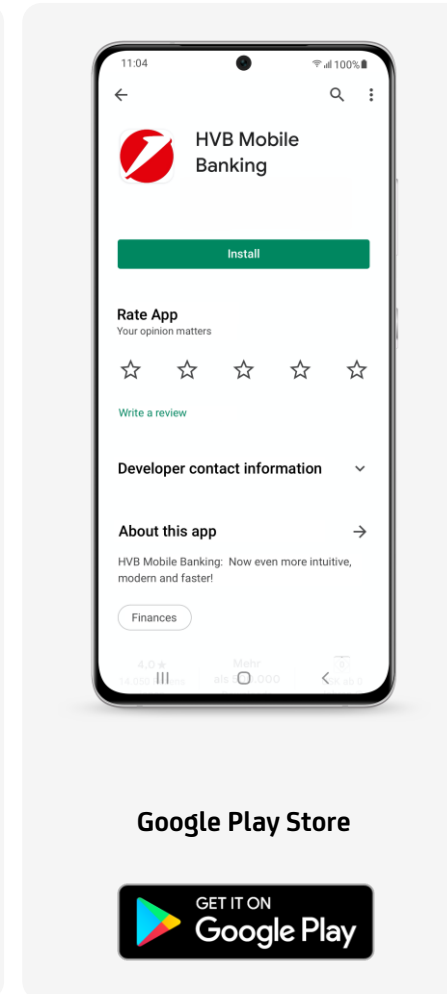 11:04
100%
HVB Mobile
Banking
Install
Rate App
Your opinion matters
Write a review
Developer contact information
About this app
HVB Mobile Banking: Now even more intuitive,
modern and faster!
Finances
4.0★ Mehr
als
Google Play Store
GET IT ON
Google Play